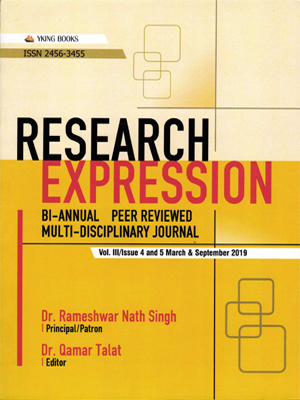 YKING BOOKS
ISSN 2456-3455
RESEARCH
EXPRESSION
BI-ANNUAL PEER REVIEWED
MULTI-DISCIPLINARY JOURNAL
Vol. III/Issue 4 and 5 March & September 2019
Dr. Rameshwar Nath Singh
Principal/Patron
Dr. Qamar Talat
Editor